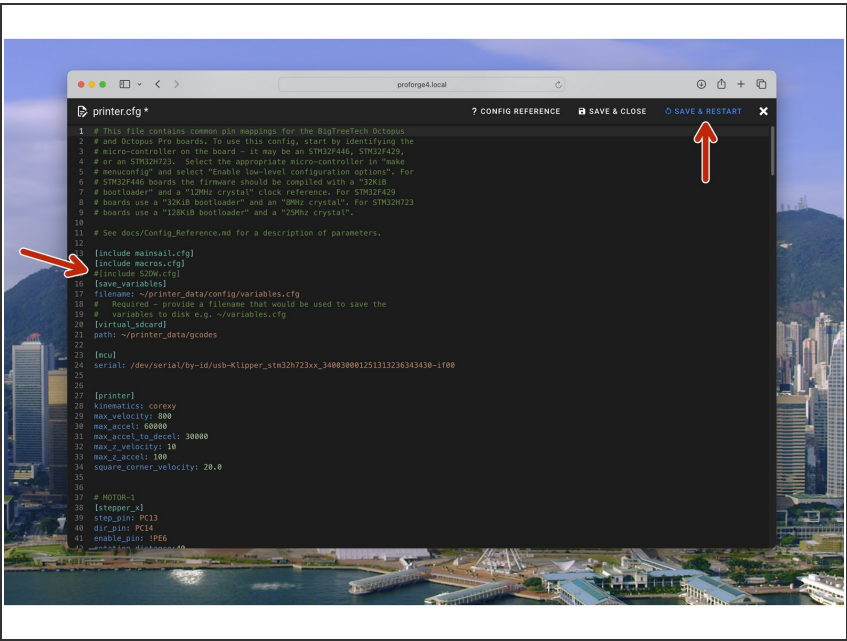 proforge4.local
printer.cfg *
? CONFIG REFERENCE
SAVE & CLOSE
SAVE & RESTART
1 # This file contains common pin mappings for the BigTreeTech Octopus
2 # and Octopus Pro boards. To use this config, start by identifying the
3 # micro-controller on the board - it may be an STM32F446, STM32F429,
4 # or an STM32H723. Select the appropriate micro-controller in "make
5 # menuconfig" and select "Enable low-level configuration options". For
6 # STM32F446 boards the firmware should be compiled with a "32KiB
7 # bootloader" and a "12MHz crystal" clock reference. For STM32F429
8 # boards use a "32KiB bootloader" and an "8MHz crystal". For STM32H723
9 # boards use a "128KiB bootloader" and a "25Mhz crystal".
10
11 # See docs/Config_Reference.md for a description of parameters.
12
13 [include mainsail.cfg]
[include macros.cfg]
#[include S2DW.cfg]
16 [save_variables]
17 filename: ~/printer_data/config/variables.cfg
18 # Required - provide a filename that would be used to save the
19 # variables to disk e.g. ~/variables.cfg
20 [virtual_sdcard]
21 path: ~/printer_data/gcodes
22
23 [mcu]
24 serial: /dev/serial/by-id/usb-Klipper_stm32h723xx_340030001251313236343430-if00
25
26
27 [printer]
28 kinematics: corexy
29 max_velocity: 800
30 max_accel: 60000
31 max_accel_to_decel: 30000
32 max_z_velocity: 10
33 max_z_accel: 100
34 square_corner_velocity: 20.0
35
36
37 # MOTOR-1
38 [stepper_x]
39 step_pin: PC13
40 dir_pin: PC14
41 enable_pin: !PE6